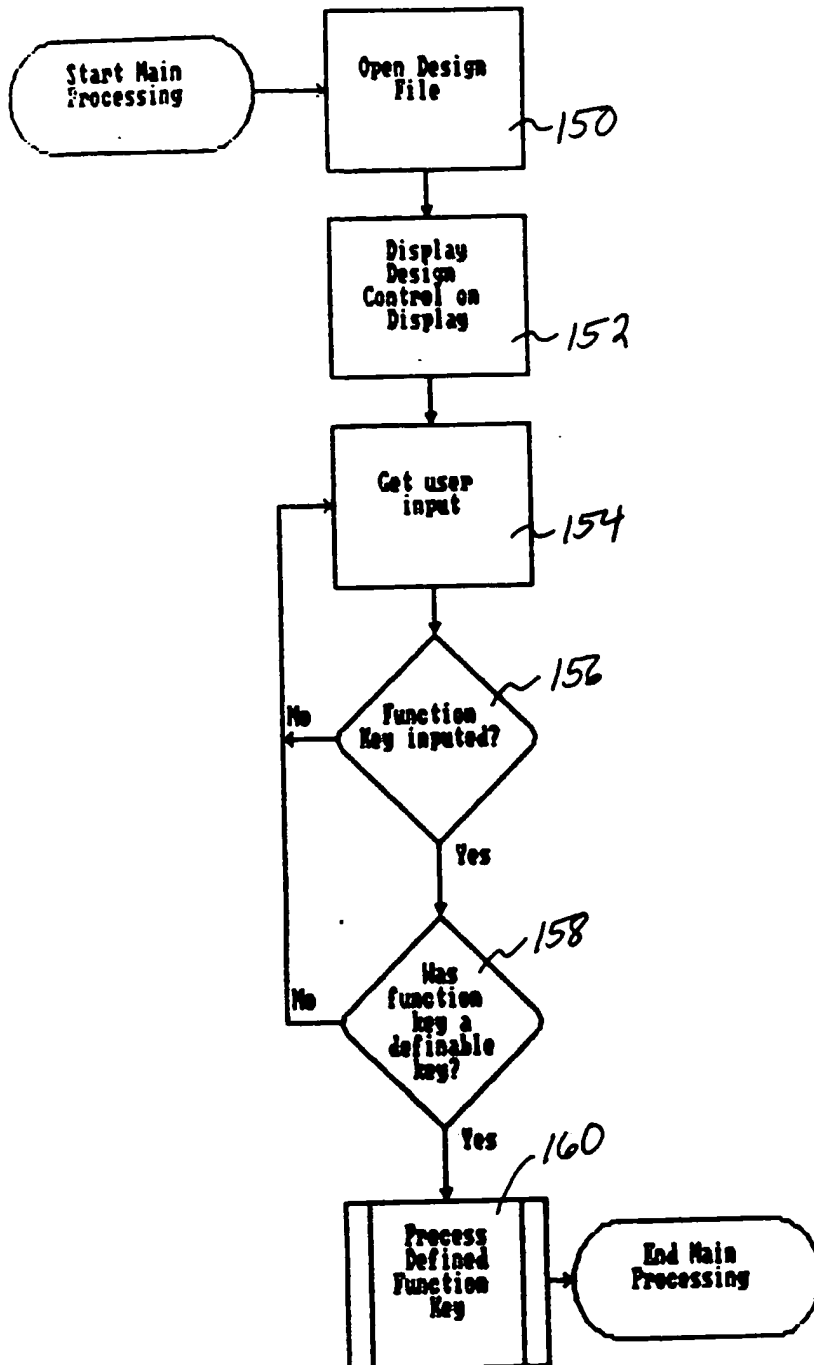 Start Main
Processing
Open Design
File
150
Display
Design
Control on
Display
152
Get user
input
154
Function
Key inputed?
156
No
Yes
Was
function
key a
definable
key?
158
No
Yes
Process
Defined
Function
Key
160
End Main
Processing